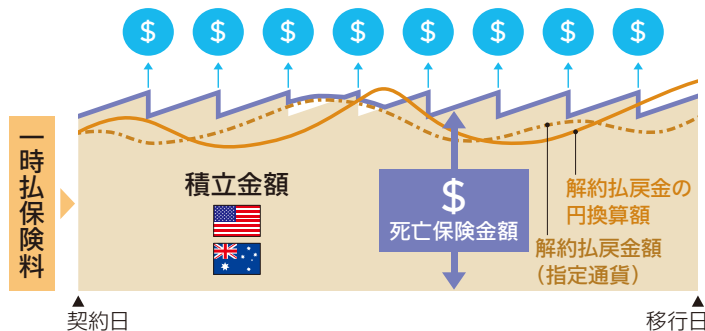 $ $ $ $ $ $ $ $
一時払保険料
積立金額
$
死亡保険金額
解約払戻金の
円換算額
解約払戻金額
（指定通貨）
▲
契約日
▲
移行日